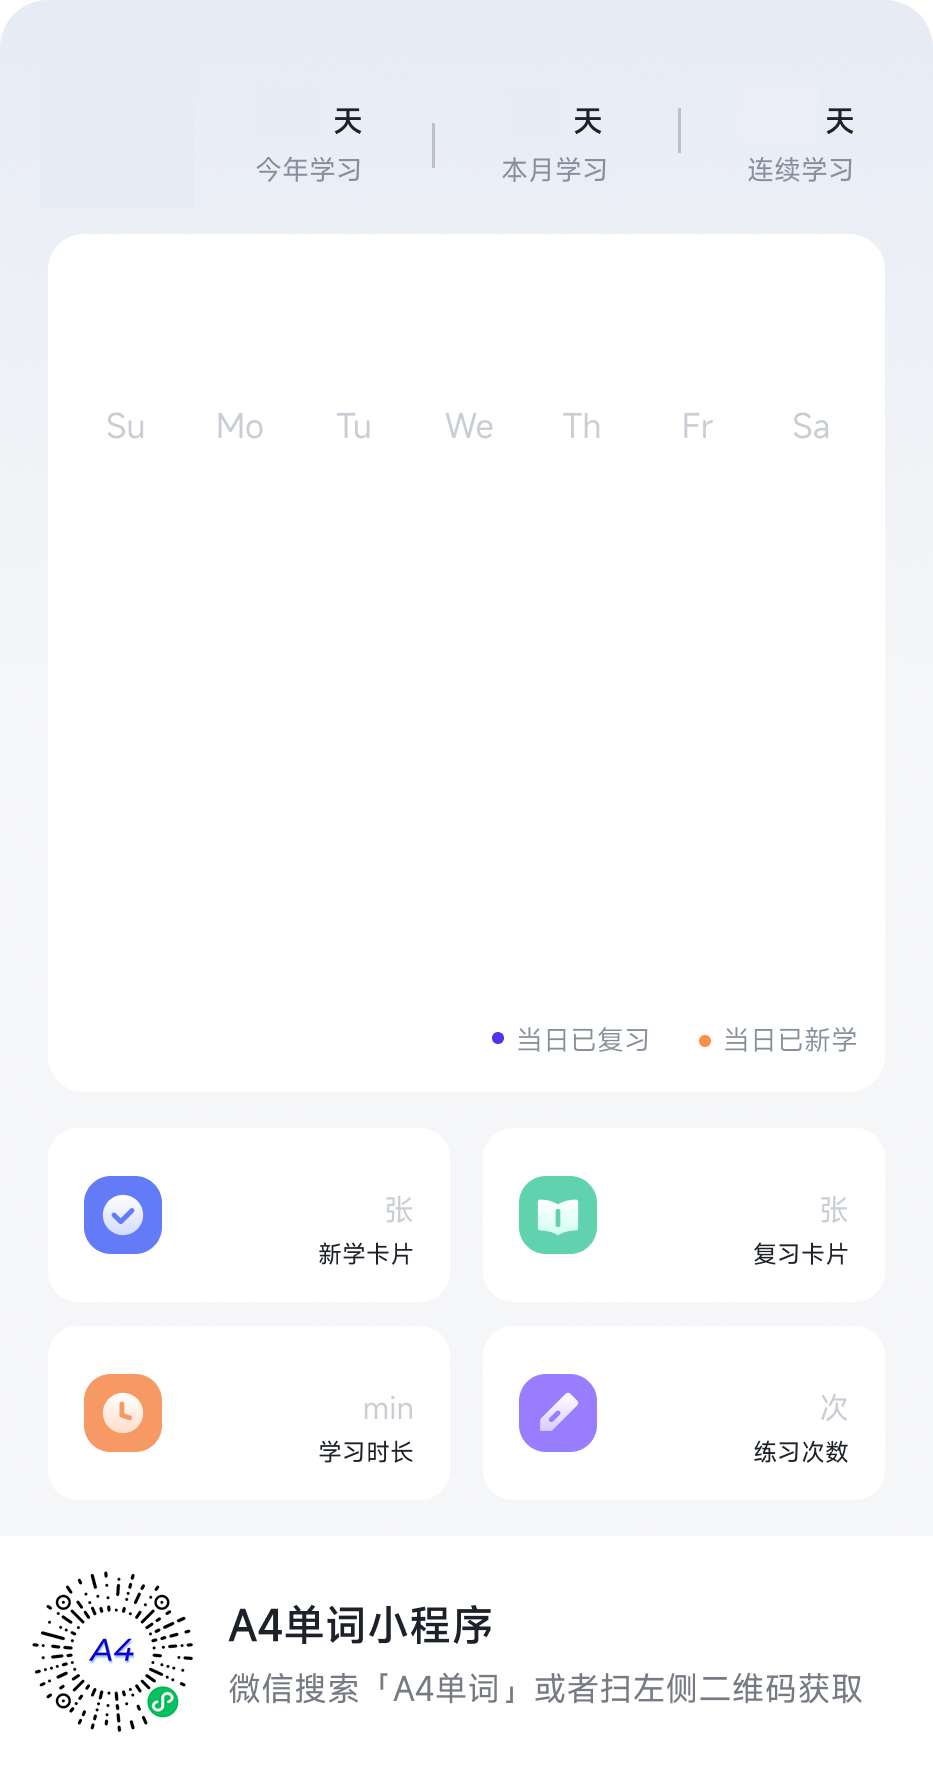 天 天 天
今年学习 本月学习 连续学习
Su Mo Tu We Th Fr Sa
当日已复习 当日已新学
张
新学卡片
张
复习卡片
min
学习时长
次
练习次数
A4
A4单词小程序
微信搜索「A4单词」或者扫左侧二维码获取